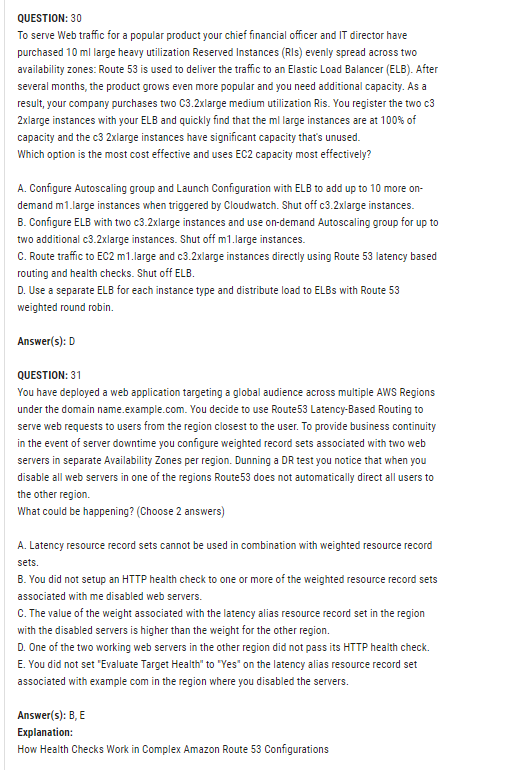 QUESTION: 30
To serve Web traffic for a popular product your chief financial officer and IT director have
purchased 10 ml large heavy utilization Reserved Instances (RIs) evenly spread across two
availability zones: Route 53 is used to deliver the traffic to an Elastic Load Balancer (ELB). After
several months, the product grows even more popular and you need additional capacity. As a
result, your company purchases two C3.2xlarge medium utilization Ris. You register the two c3
2xlarge instances with your ELB and quickly find that the ml large instances are at 100% of
capacity and the c3 2xlarge instances have significant capacity that's unused.
Which option is the most cost effective and uses EC2 capacity most effectively?
A. Configure Autoscaling group and Launch Configuration with ELB to add up to 10 more on-
demand m1.large instances when triggered by Cloudwatch. Shut off c3.2xlarge instances.
B. Configure ELB with two c3.2xlarge instances and use on-demand Autoscaling group for up to
two additional c3.2xlarge instances. Shut off m1.large instances.
C. Route traffic to EC2 m1.large and c3.2xlarge instances directly using Route 53 latency based
routing and health checks. Shut off ELB.
D. Use a separate ELB for each instance type and distribute load to ELBs with Route 53
weighted round robin.
Answer(s): D
QUESTION: 31
You have deployed a web application targeting a global audience across multiple AWS Regions
under the domain name.example.com. You decide to use Route53 Latency-Based Routing to
serve web requests to users from the region closest to the user. To provide business continuity
in the event of server downtime you configure weighted record sets associated with two web
servers in separate Availability Zones per region. Dunning a DR test you notice that when you
disable all web servers in one of the regions Route53 does not automatically direct all users to
the other region.
What could be happening? (Choose 2 answers)
A. Latency resource record sets cannot be used in combination with weighted resource record
sets.
B. You did not setup an HTTP health check to one or more of the weighted resource record sets
associated with me disabled web servers.
C. The value of the weight associated with the latency alias resource record set in the region
with the disabled servers is higher than the weight for the other region.
D. One of the two working web servers in the other region did not pass its HTTP health check.
E. You did not set "Evaluate Target Health" to "Yes" on the latency alias resource record set
associated with example com in the region where you disabled the servers.
Answer(s): B, E
Explanation:
How Health Checks Work in Complex Amazon Route 53 Configurations